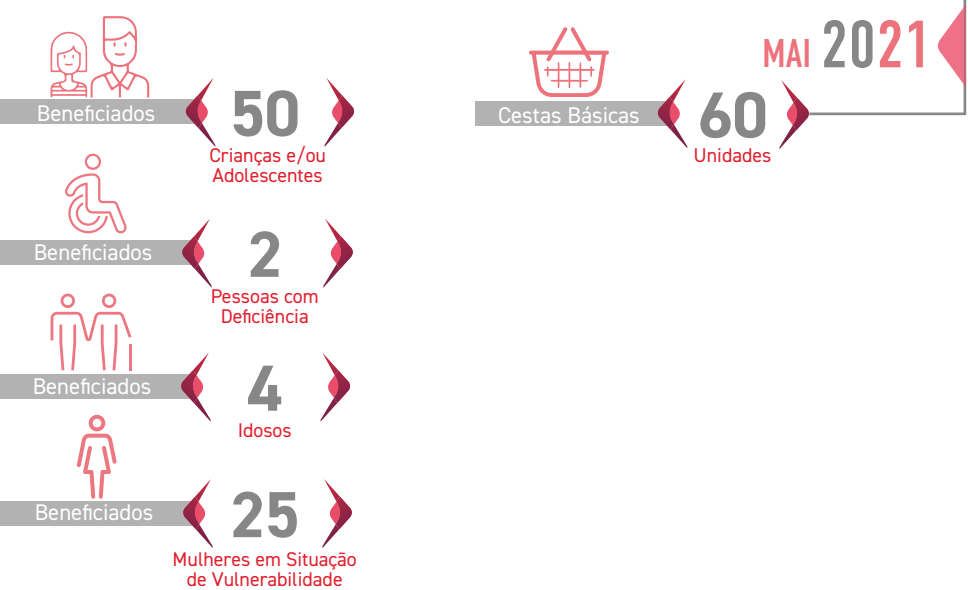 MAI 2021
Beneficiados
50
Crianças e/ou
Adolescentes
Cestas Básicas
60
Unidades
Beneficiados
2
Pessoas com
Deficiência
Beneficiados
4
Idosos
Beneficiados
25
Mulheres em Situação
de Vulnerabilidade